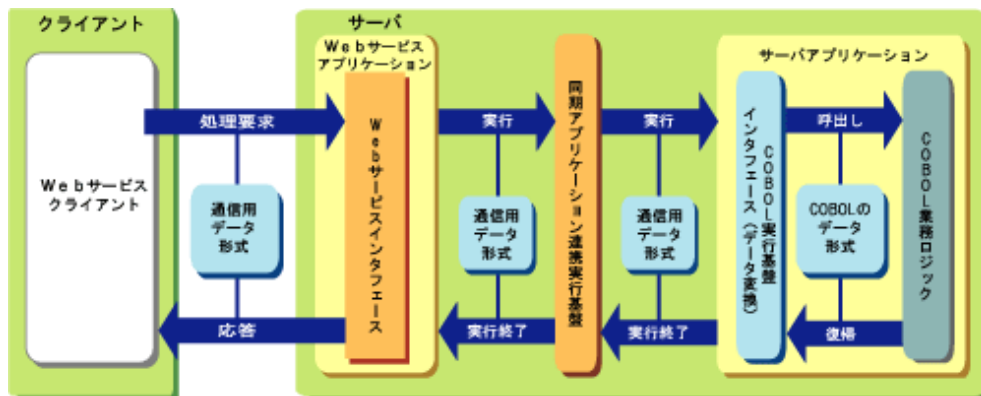 クライアント
Webサービス
クライアント
処理要求
通信用
データ
形式
応答
サーバ
Webサービス
アプリケーション
Webサービスインタフェース
実行
通信用
データ
形式
実行終了
同期アプリケーション連携実行基盤
実行
通信用
データ
形式
実行終了
サーバアプリケーション
COBOL実行基盤
インタフェース(データ変換)
呼出し
COBOLの
データ
形式
復帰
COBOL業務ロジック